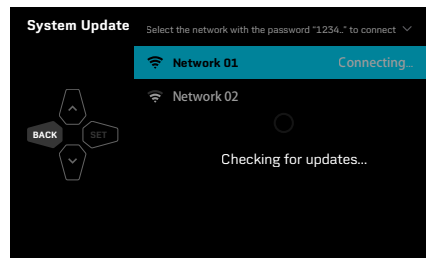 System Update
Select the network with the password "1234.." to connect
Network 01
Connecting...
Network 02
BACK
SET
Checking for updates...